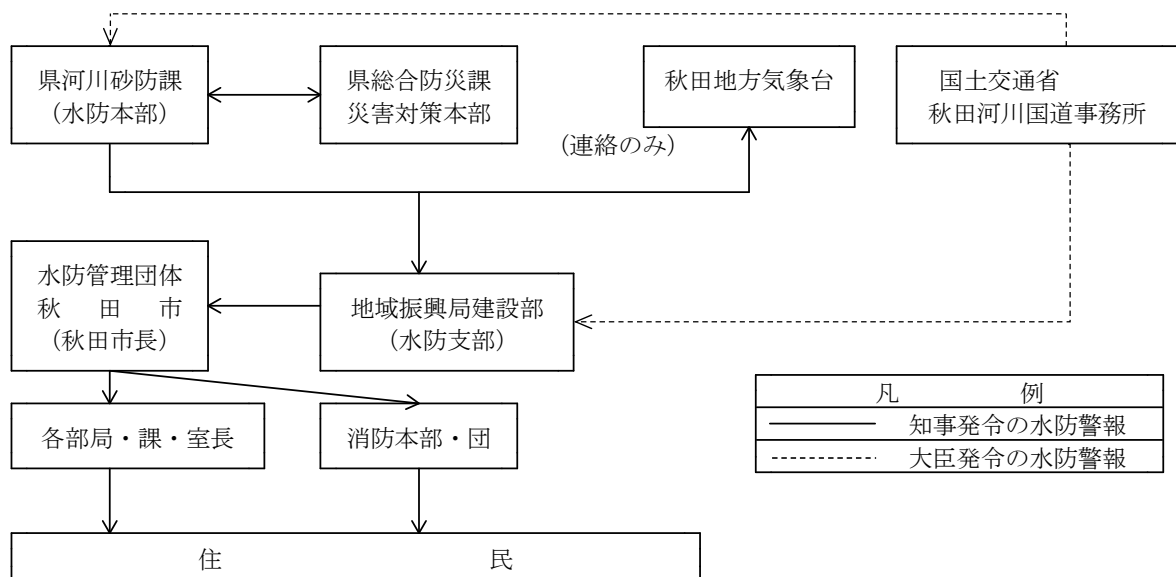 県河川砂防課
(水防本部)
県総合防災課
災害対策本部
秋田地方気象台
国土交通省
秋田河川国道事務所
(連絡のみ)
水防管理団体
秋　田　市
(秋田市長)
地域振興局建設部
(水防支部)
凡　例
知事発令の水防警報
大臣発令の水防警報
各部局・課・室長
消防本部・団
住　民